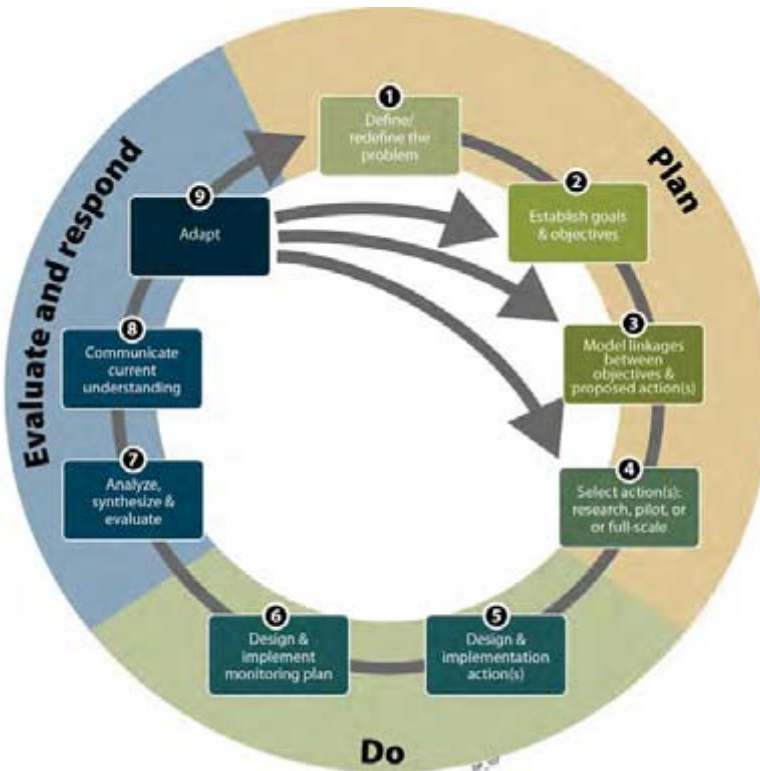 Plan
1
Define/
redefine the
problem
2
Establish goals
& objectives
3
Model linkages
between
objectives &
proposed action(s)
4
Select action(s):
research, pilot, or
or full-scale
Do
5
Design &
implementation
action(s)
6
Design &
implement
monitoring plan
Evaluate and respond
7
Analyze,
synthesize &
evaluate
8
Communicate
current
understanding
9
Adapt